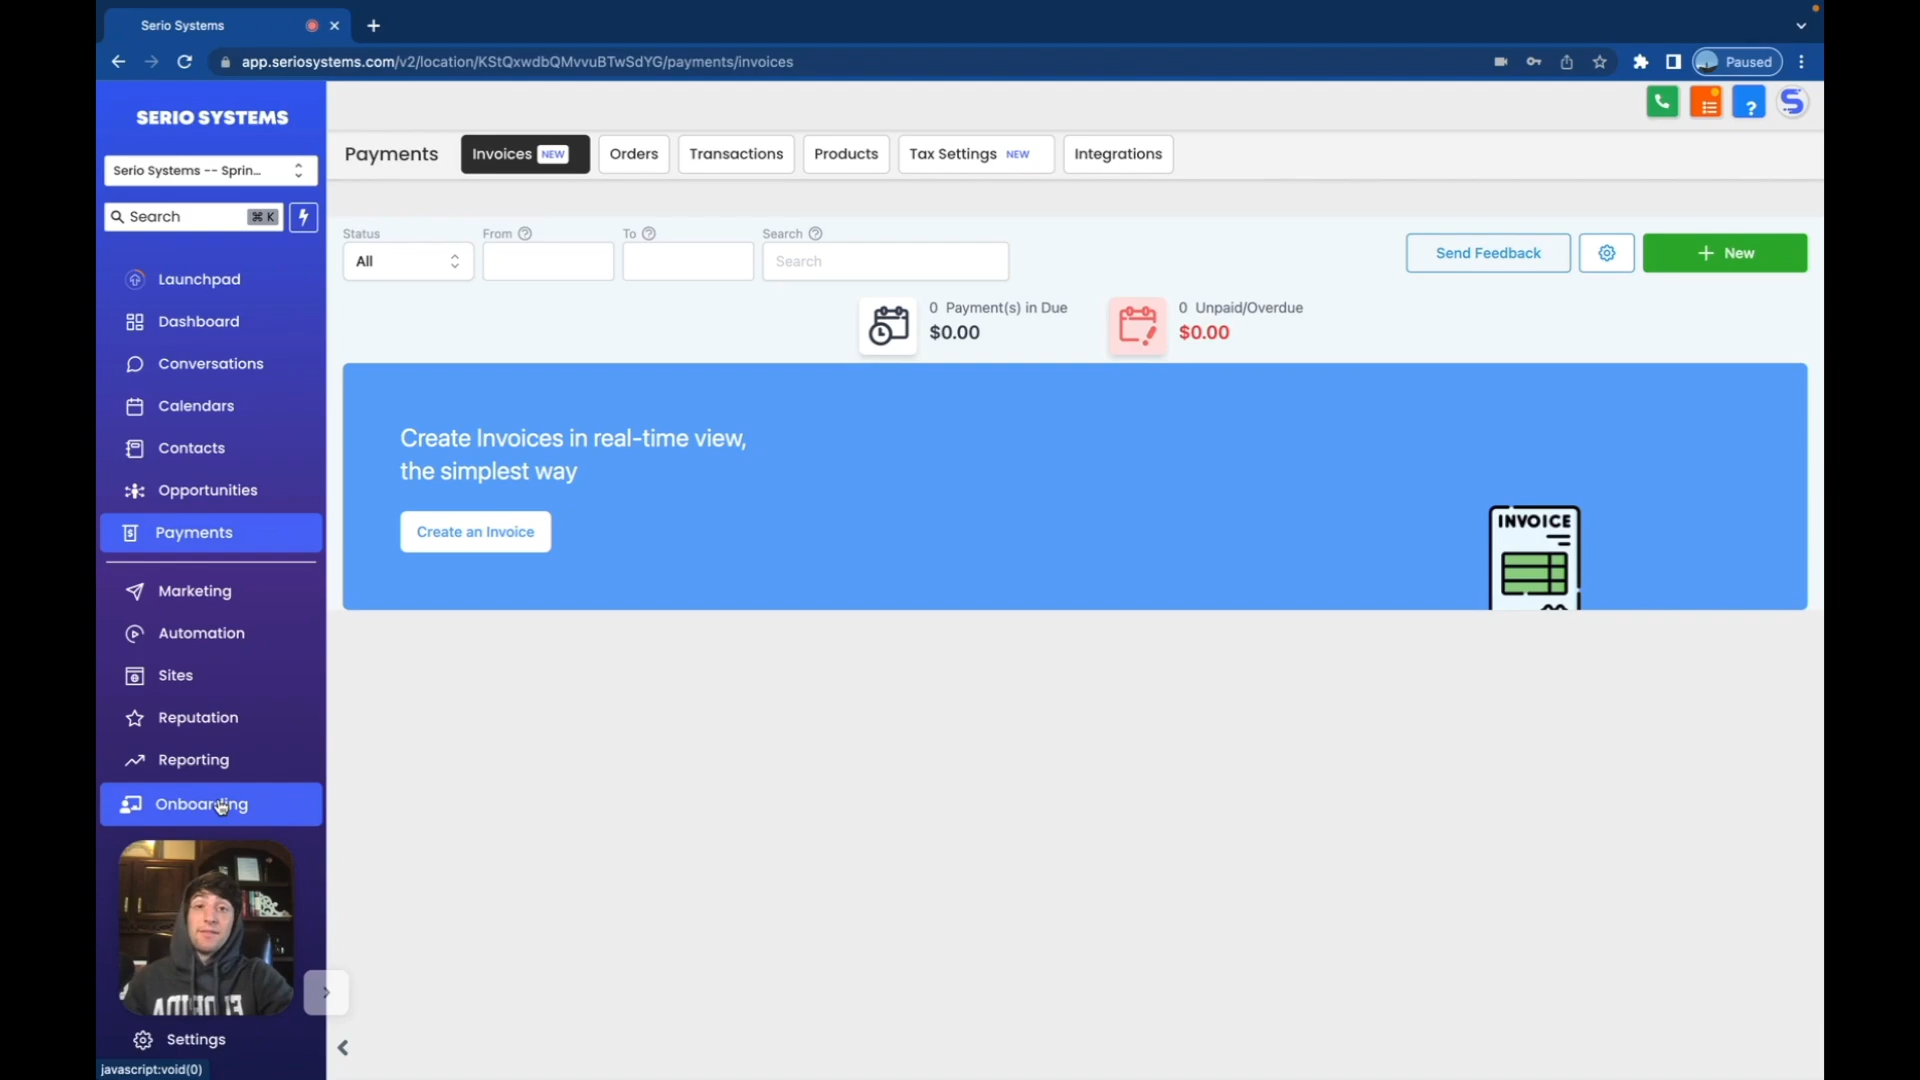 Serio Systems
app.seriosystems.com/v2/location/KStQxwdbQMvvuBTwSdYG/payments/invoices
Paused
SERIO SYSTEMS
Serio Systems -- Sprin...
Search ⌘ K
Launchpad
Dashboard
Conversations
Calendars
Contacts
Opportunities
Payments
Marketing
Automation
Sites
Reputation
Reporting
Onboarding
Settings
javascript:void(0)
Payments
Invoices NEW
Orders
Transactions
Products
Tax Settings NEW
Integrations
Status
All
From
To
Search
Search
Send Feedback
+ New
0 Payment(s) in Due
$0.00
0 Unpaid/Overdue
$0.00
Create Invoices in real-time view,
the simplest way
Create an Invoice
INVOICE